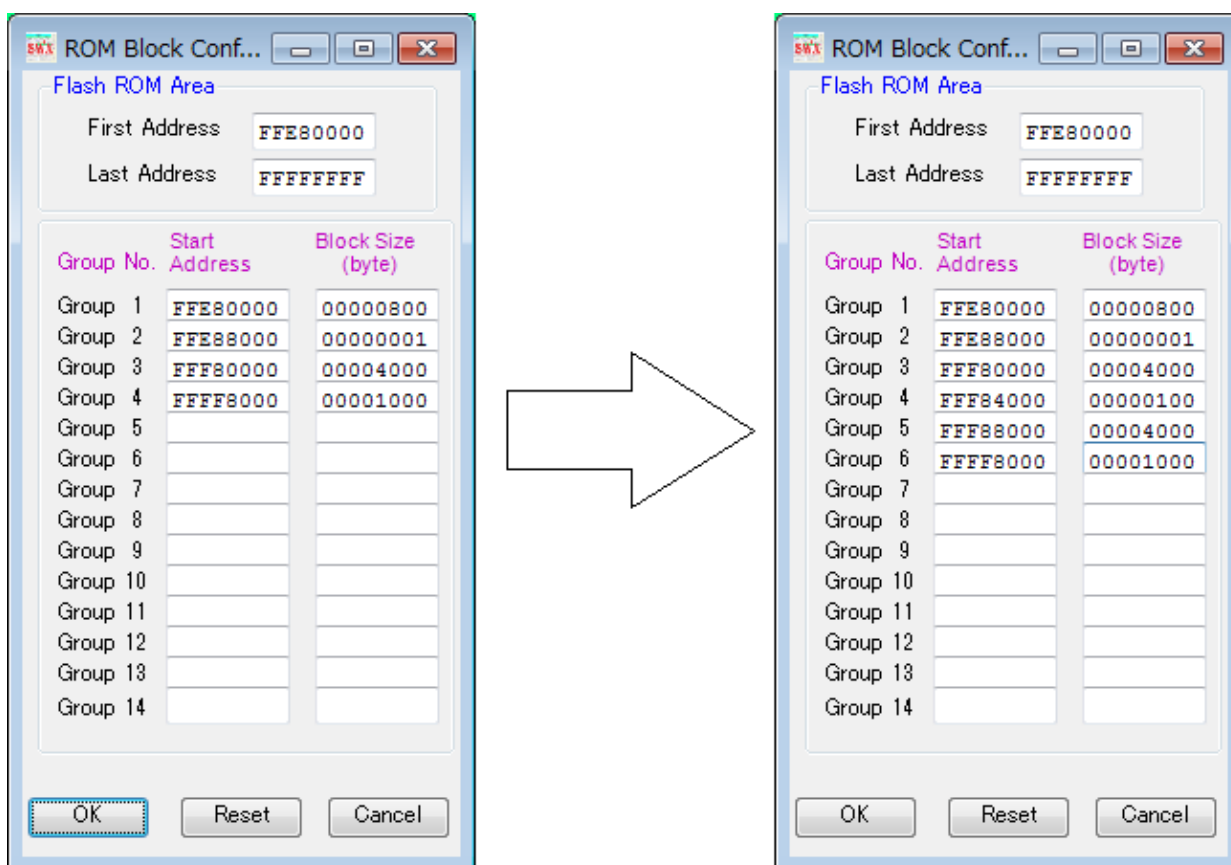 ROM Block Conf...
Flash ROM Area
First Address FFE80000
Last Address FFFFFFFF
Start Block Size
Group No. Address (byte)
Group 1 FFE80000 00000800
Group 2 FFE88000 00000001
Group 3 FFF80000 00004000
Group 4 FFFF8000 00001000
Group 5
Group 6
Group 7
Group 8
Group 9
Group 10
Group 11
Group 12
Group 13
Group 14
OK Reset Cancel
ROM Block Conf...
Flash ROM Area
First Address FFE80000
Last Address FFFFFFFF
Start Block Size
Group No. Address (byte)
Group 1 FFE80000 00000800
Group 2 FFE88000 00000001
Group 3 FFF80000 00004000
Group 4 FFF84000 00000100
Group 5 FFF88000 00004000
Group 6 FFFF8000 00001000
Group 7
Group 8
Group 9
Group 10
Group 11
Group 12
Group 13
Group 14
OK Reset Cancel